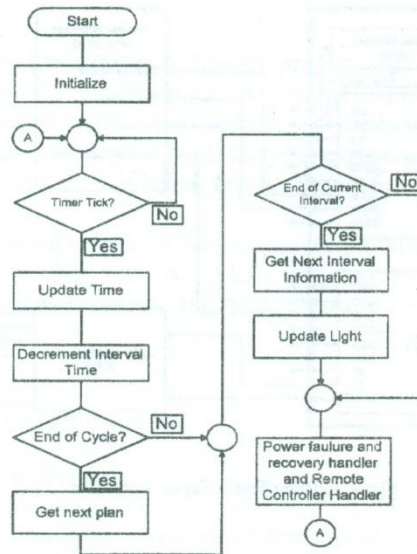 Start
Initialize
A
Timer Tick?
No
Yes
Update Time
Decrement Interval
Time
End of Cycle?
No
Yes
Get next plan
End of Current
Interval?
No
Yes
Get Next Interval
Information
Update Light
Power faulure and
recovery handler
and Remote
Controller Handler
A